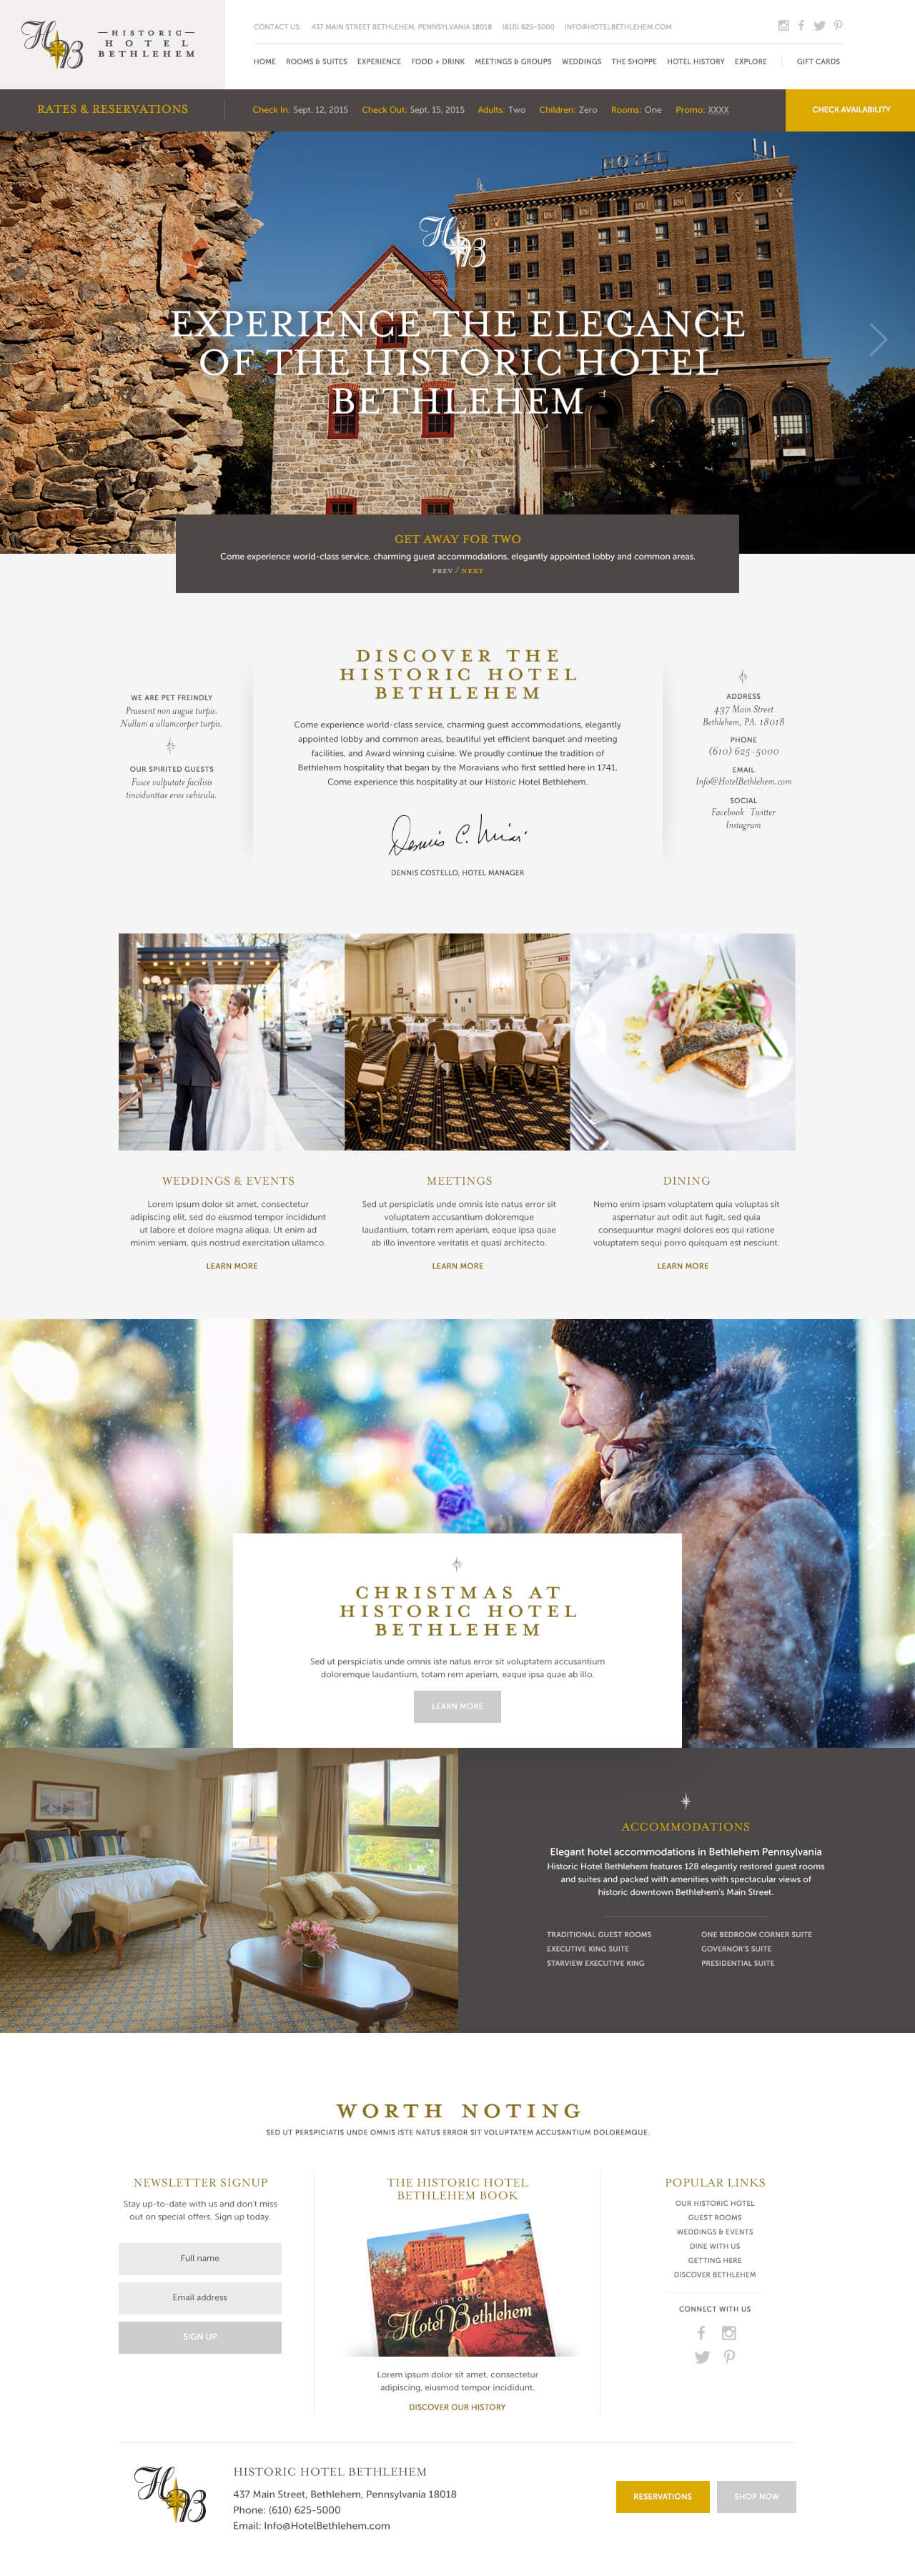 HISTORIC
HOTEL
BETHLEHEM
CONTACT US: 437 MAIN STREET BETHLEHEM, PENNSYLVANIA 18018 (610) 625-5000 INFO@HOTELBETHLEHEM.COM
HOME ROOMS & SUITES EXPERIENCE FOOD + DRINK MEETINGS & GROUPS WEDDINGS THE SHOPPE HOTEL HISTORY EXPLORE GIFT CARDS
RATES & RESERVATIONS
Check In: Sept. 12, 2015 Check Out: Sept. 15, 2015 Adults: Two Children: Zero Rooms: One Promo: XXXX
CHECK AVAILABILITY
HOTEL
HB
EXPERIENCE THE ELEGANCE
OF THE HISTORIC HOTEL
BETHLEHEM
GET AWAY FOR TWO
Come experience world-class service, charming guest accommodations, elegantly appointed lobby and common areas.
PREV / NEXT
WE ARE PET FREINDLY
Praesent non augue turpis.
Nullam a ullamcorper turpis.
OUR SPIRITED GUESTS
Fusce vulputate facilisis
tincidunttae eros vehicula.
DISCOVER THE
HISTORIC HOTEL
BETHLEHEM
Come experience world-class service, charming guest accommodations, elegantly
appointed lobby and common areas, beautiful yet efficient banquet and meeting
facilities, and Award winning cuisine. We proudly continue the tradition of
Bethlehem hospitality that began by the Moravians who first settled here in 1741.
Come experience this hospitality at our Historic Hotel Bethlehem.
DENNIS COSTELLO, HOTEL MANAGER
ADDRESS
437 Main Street
Bethlehem, PA. 18018
PHONE
(610) 625-5000
EMAIL
Info@HotelBethlehem.com
SOCIAL
Facebook Twitter
Instagram
WEDDINGS & EVENTS
Lorem ipsum dolor sit amet, consectetur
adipiscing elit, sed do eiusmod tempor incididunt
ut labore et dolore magna aliqua. Ut enim ad
minim veniam, quis nostrud exercitation ullamco.
LEARN MORE
MEETINGS
Sed ut perspiciatis unde omnis iste natus error sit
voluptatem accusantium doloremque
laudantium, totam rem aperiam, eaque ipsa quae
ab illo inventore veritatis et quasi architecto.
LEARN MORE
DINING
Nemo enim ipsam voluptatem quia voluptas sit
aspernatur aut odit aut fugit, sed quia
consequuntur magni dolores eos qui ratione
voluptatem sequi porro quisquam est nesciunt.
LEARN MORE
CHRISTMAS AT
HISTORIC HOTEL
BETHLEHEM
Sed ut perspiciatis unde omnis iste natus error sit voluptatem accusantium
doloremque laudantium, totam rem aperiam, eaque ipsa quae ab illo.
LEARN MORE
ACCOMMODATIONS
Elegant hotel accommodations in Bethlehem Pennsylvania
Historic Hotel Bethlehem features 128 elegantly restored guest rooms
and suites and packed with amenities with spectacular views of
historic downtown Bethlehem's Main Street.
TRADITIONAL GUEST ROOMS
EXECUTIVE KING SUITE
STARVIEW EXECUTIVE KING
ONE BEDROOM CORNER SUITE
GOVERNOR'S SUITE
PRESIDENTIAL SUITE
WORTH NOTING
SED UT PERSPICIATIS UNDE OMNIS ISTE NATUS ERROR SIT VOLUPTATEM ACCUSANTIUM DOLOREMQUE.
NEWSLETTER SIGNUP
Stay up-to-date with us and don't miss
out on special offers. Sign up today.
Full name
Email address
SIGN UP
THE HISTORIC HOTEL
BETHLEHEM BOOK
HISTORIC
Hotel Bethlehem
Lorem ipsum dolor sit amet, consectetur
adipiscing, eiusmod tempor incididunt.
DISCOVER OUR HISTORY
POPULAR LINKS
OUR HISTORIC HOTEL
GUEST ROOMS
WEDDINGS & EVENTS
DINE WITH US
GETTING HERE
DISCOVER BETHLEHEM
CONNECT WITH US
HB
HISTORIC HOTEL BETHLEHEM
437 Main Street, Bethlehem, Pennsylvania 18018
Phone: (610) 625-5000
Email: Info@HotelBethlehem.com
RESERVATIONS
SHOP NOW